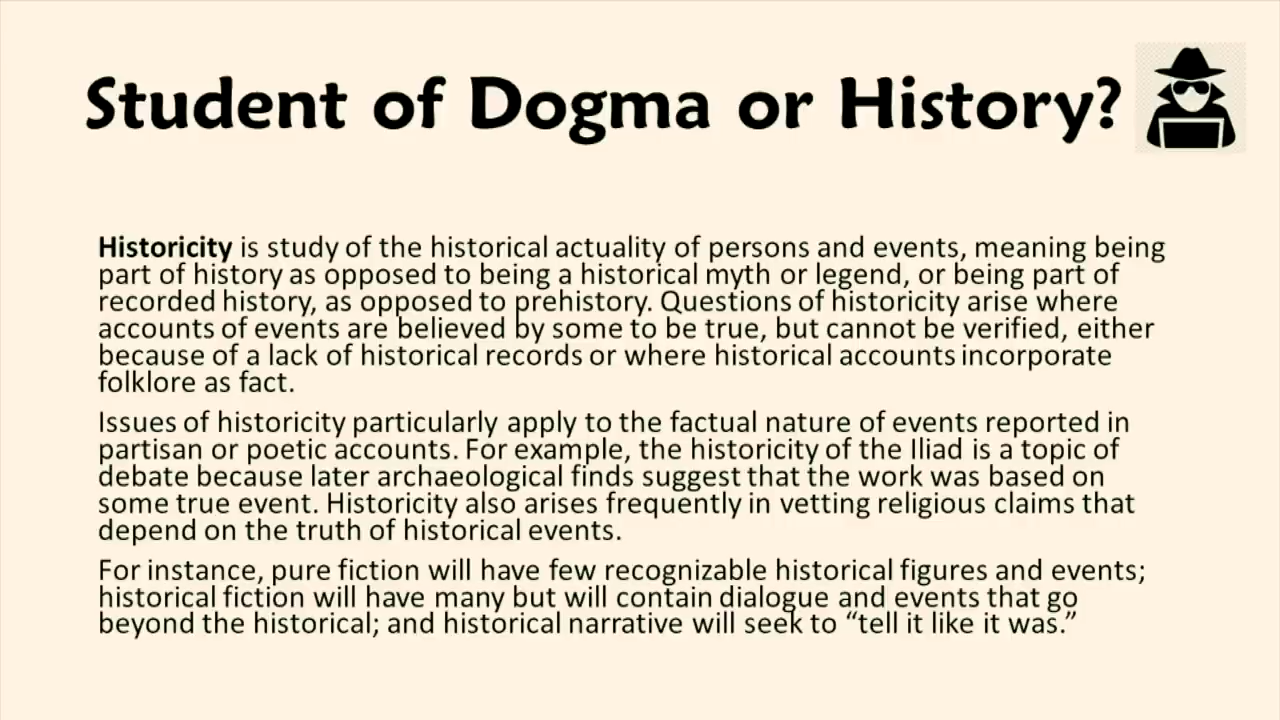 Student of Dogma or History?
Historicity is study of the historical actuality of persons and events, meaning being
part of history as opposed to being a historical myth or legend, or being part of
recorded history, as opposed to prehistory. Questions of historicity arise where
accounts of events are believed by some to be true, but cannot be verified, either
because of a lack of historical records or where historical accounts incorporate
folklore as fact.
Issues of historicity particularly apply to the factual nature of events reported in
partisan or poetic accounts. For example, the historicity of the Iliad is a topic of
debate because later archaeological finds suggest that the work was based on
some true event. Historicity also arises frequently in vetting religious claims that
depend on the truth of historical events.
For instance, pure fiction will have few recognizable historical figures and events;
historical fiction will have many but will contain dialogue and events that go
beyond the historical; and historical narrative will seek to “tell it like it was.”